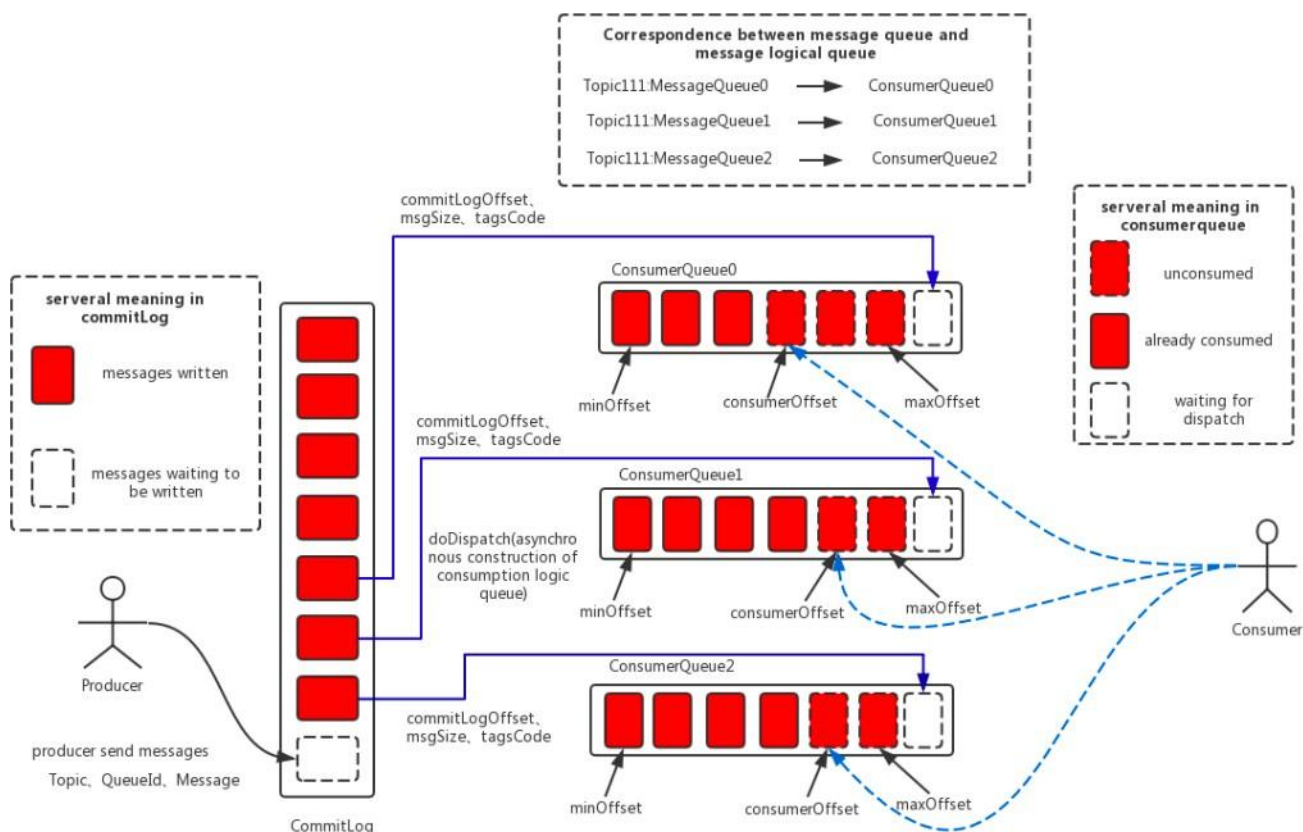 Correspondence between message queue and
message logical queue
Topic111:MessageQueue0
ConsumerQueue0
Topic111:MessageQueue1
ConsumerQueue1
Topic111:MessageQueue2
ConsumerQueue2
commitLogOffset、
msgSize、tagsCode
serveral meaning in
commitLog
messages written
messages waiting to
be written
ConsumerQueue0
minOffset
consumerOffset
maxOffset
serveral meaning in
consumerqueue
unconsumed
already consumed
waiting for
dispatch
commitLogOffset、
msgSize、tagsCode
ConsumerQueue1
doDispatch(asynchro
nous construction of
consumption logic
queue)
minOffset
consumerOffset
maxOffset
Consumer
Producer
ConsumerQueue2
commitLogOffset、
msgSize、tagsCode
producer send messages
Topic、QueueId、Message
minOffset
consumerOffset
maxOffset
CommitLog